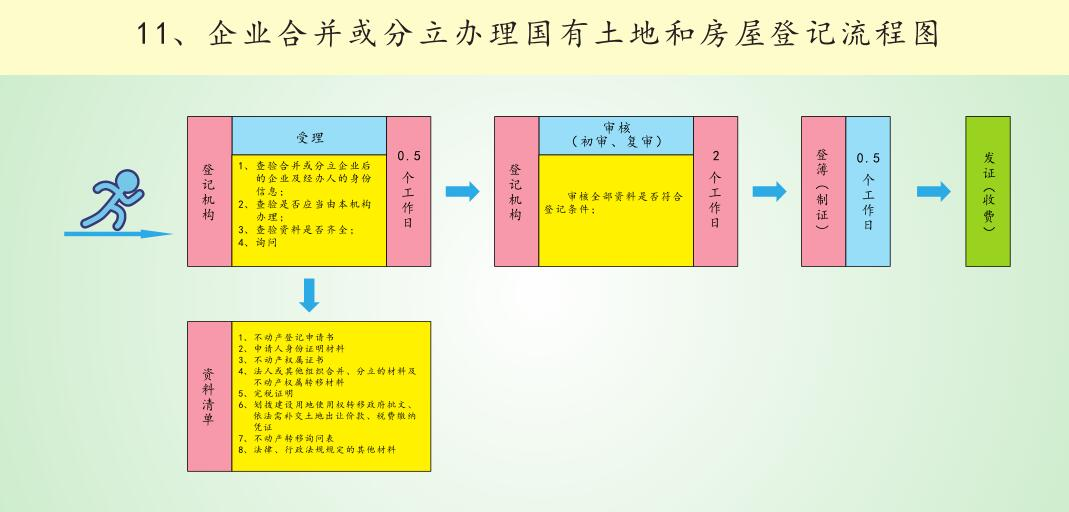 11、企业合并或分立办理国有土地和房屋登记流程图
登记机构
受理
1、查验合并或分立企业后
的企业及经办人的身份
信息；
2、查验是否应当由本机构
办理；
3、查验资料是否齐全；
4、询问
0.5个工作日
登记机构
审核
（初审、复审）
审核全部资料是否符合
登记条件；
2个工作日
登簿（制证）
0.5个工作日
发证（收费）
资料清单
1、不动产登记申请书
2、申请人身份证明材料
3、不动产权属证书
4、法人或其他组织合并、分立的材料及
不动产权属转移材料
5、完税证明
6、划拨建设用地使用权转移政府批文、
依法需补交土地出让价款、税费缴纳
凭证
7、不动产转移询问表
8、法律、行政法规规定的其他材料